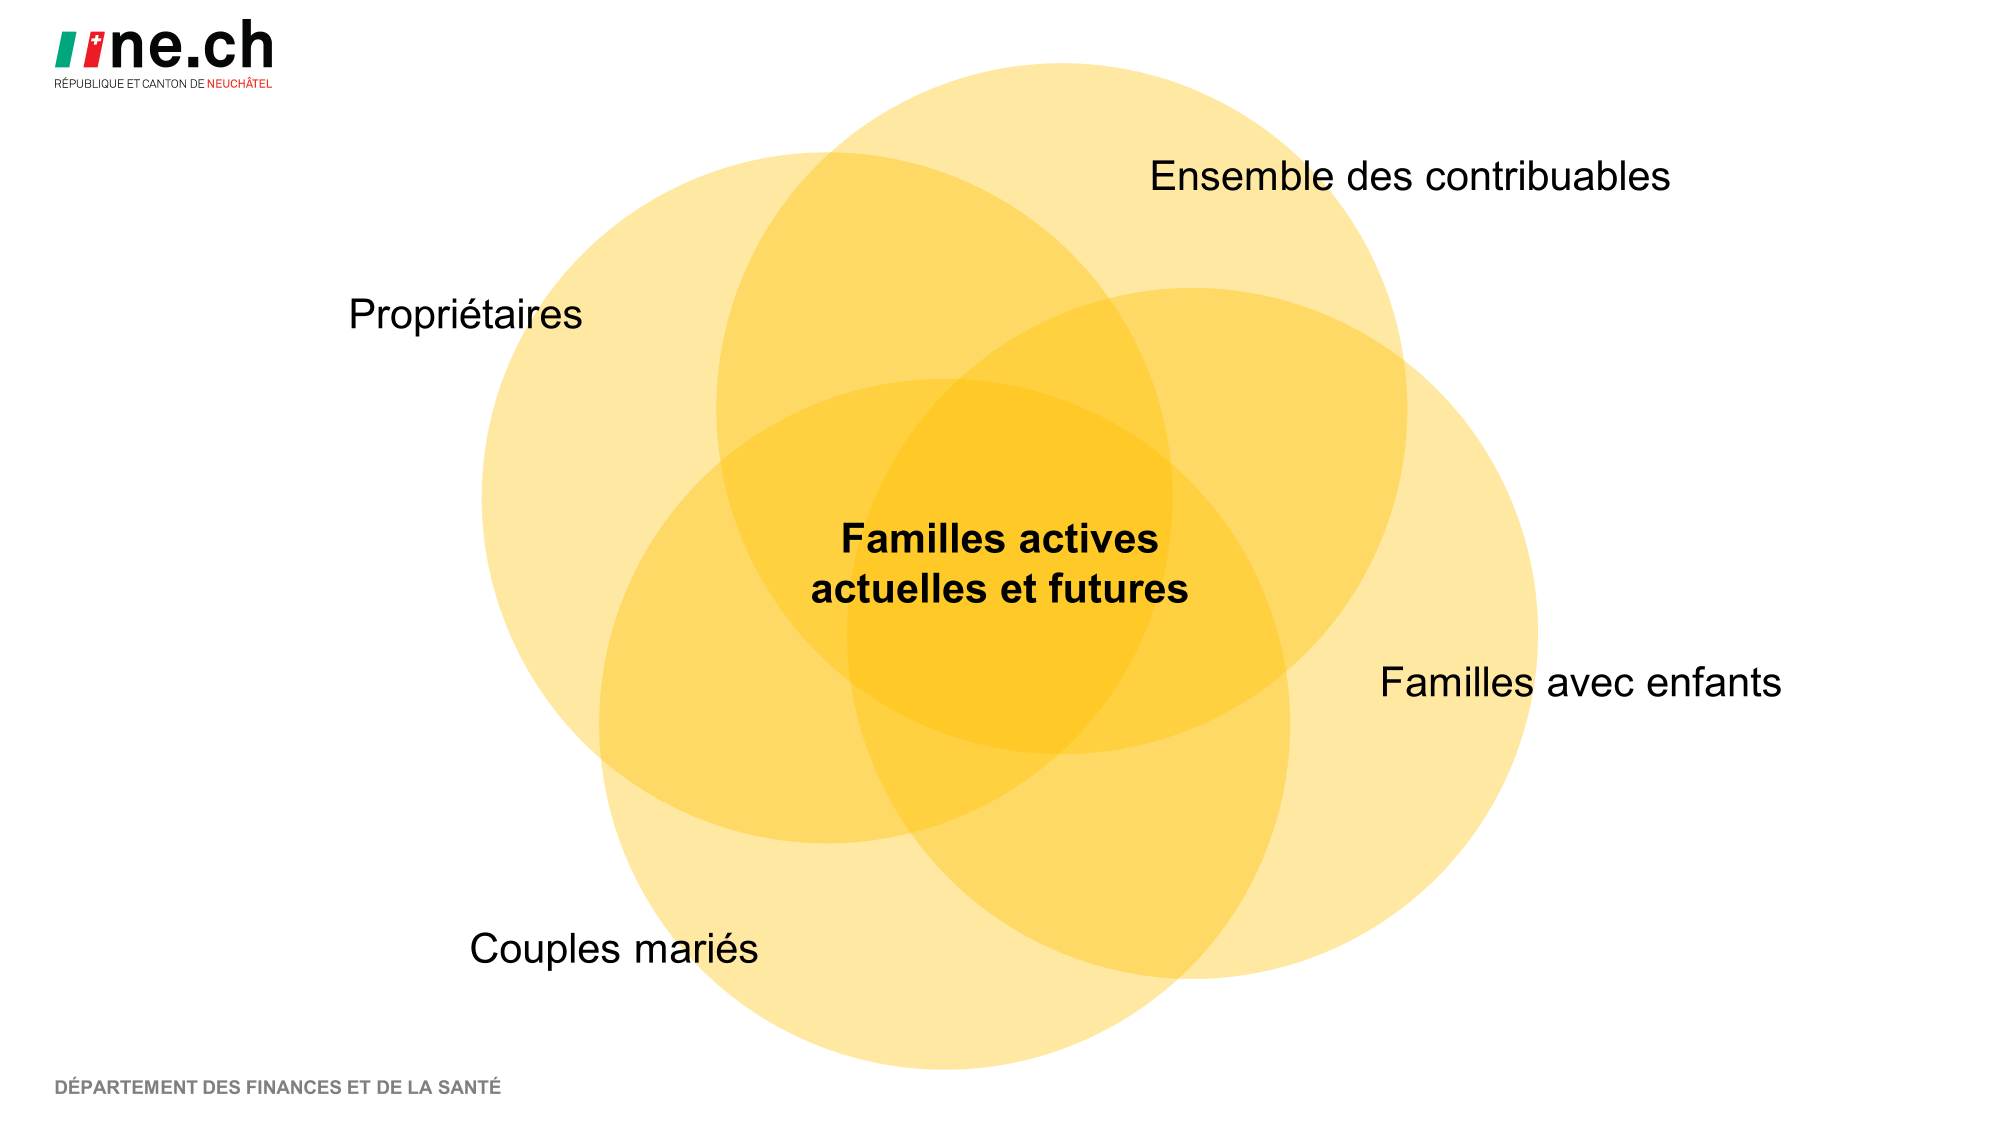 ne.ch
RÉPUBLIQUE ET CANTON DE NEUCHÂTEL
Ensemble des contribuables
Propriétaires
Familles actives
actuelles et futures
Familles avec enfants
Couples mariés
DÉPARTEMENT DES FINANCES ET DE LA SANTÉ